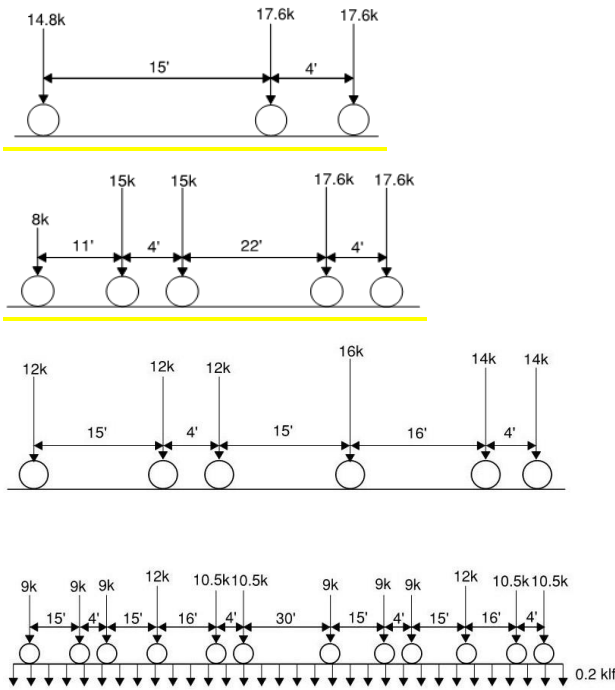 14.8k 17.6k 17.6k
15' 4'
15k 15k 17.6k 17.6k
8k
11' 4' 22' 4'
16k
12k 12k 12k 14k 14k
15' 4' 15' 16' 4'
9k 9k 9k 12k 10.5k 10.5k 9k 9k 9k 12k 10.5k 10.5k
15' 4' 15' 16' 4' 30' 15' 4' 15' 16' 4'
0.2 klf